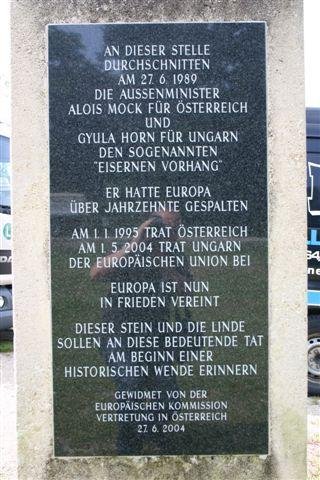 AN DIESER STELLE
DURCHSCHNITTEN
AM 27. 6. 1989
DIE AUSSENMINISTER
ALOIS MOCK FÜR ÖSTERREICH
UND
GYULA HORN FÜR UNGARN
DEN SOGENANNTEN
"EISERNEN VORHANG"
ER HATTE EUROPA
ÜBER JAHRZEHNTE GESPALTEN
AM 1. 1. 1995 TRAT ÖSTERREICH
AM 1. 5. 2004 TRAT UNGARN
DER EUROPÄISCHEN UNION BEI
EUROPA IST NUN
IN FRIEDEN VEREINT
DIESER STEIN UND DIE LINDE
SOLLEN AN DIESE BEDEUTENDE TAT
AM BEGINN EINER
HISTORISCHEN WENDE ERINNERN
GEWIDMET VON DER
EUROPÄISCHEN KOMMISSION
VERTRETUNG IN ÖSTERREICH
27. 6. 2004